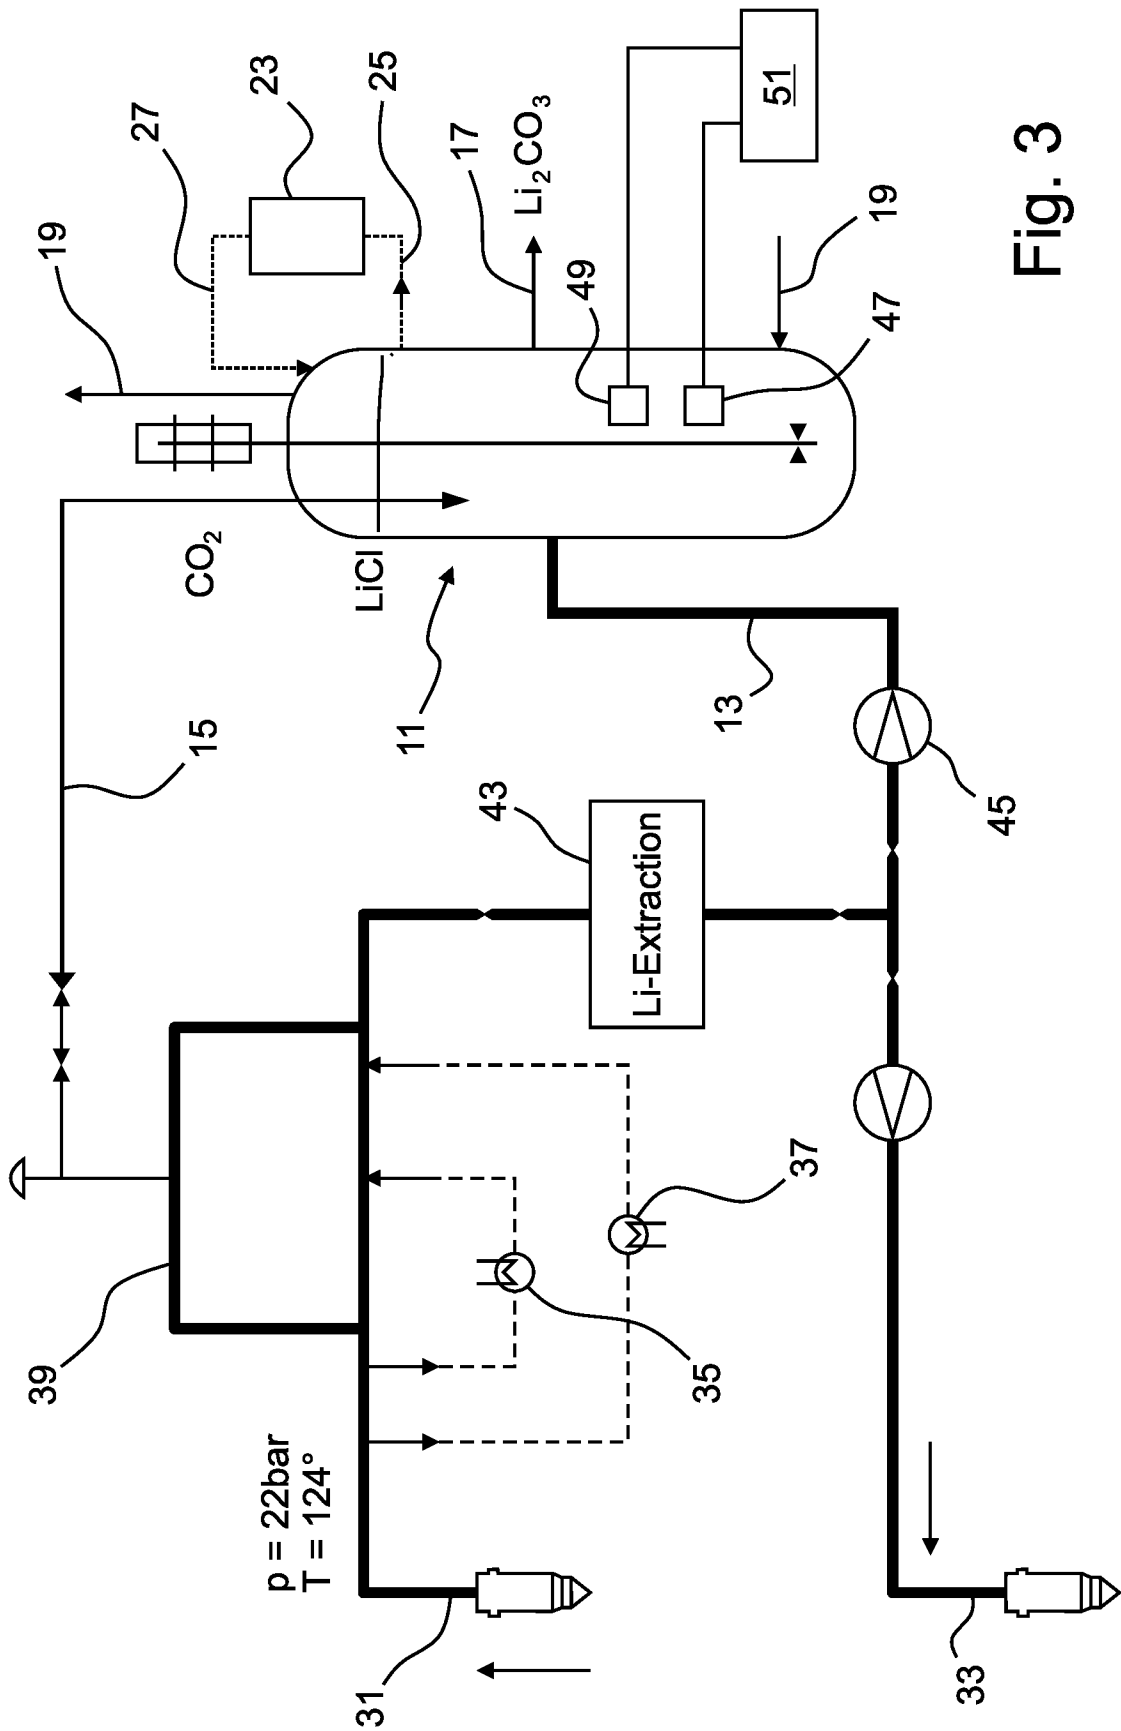 39
15
19
27
CO₂
23
p = 22bar
T = 124°
LiCl
25
31
11
43
17
35
Li₂CO₃
49
Li-Extraction
37
13
51
19
47
33
45
Fig. 3